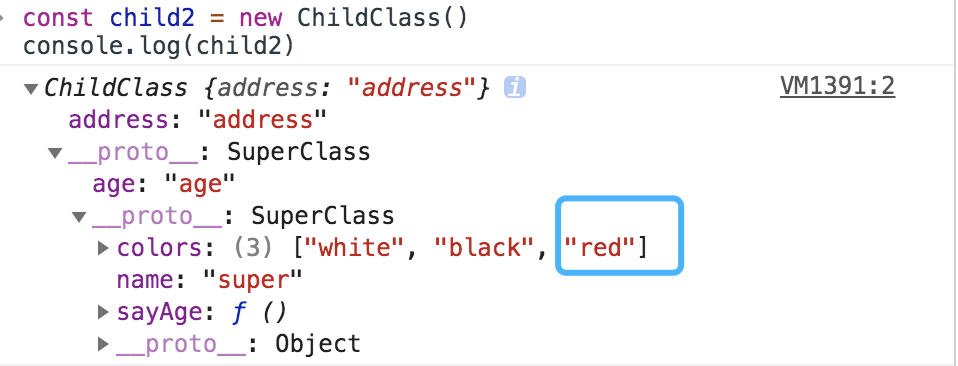 const child2 = new ChildClass()
console.log(child2)
ChildClass {address: "address"} i VM1391:2
address: "address"
__proto__: SuperClass
age: "age"
__proto__: SuperClass
colors: (3) ["white", "black", "red"]
name: "super"
sayAge: ƒ ()
__proto__: Object